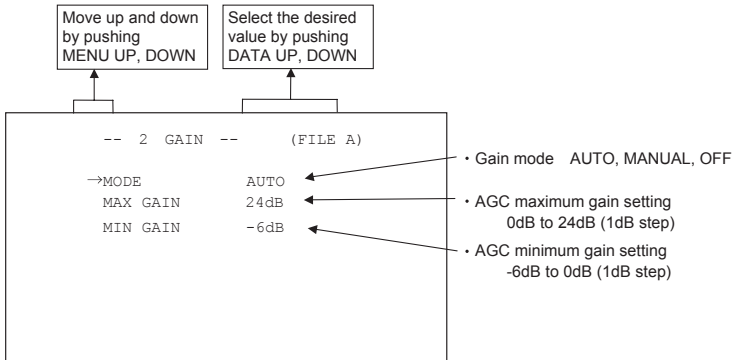 Move up and down
by pushing
MENU UP, DOWN
Select the desired
value by pushing
DATA UP, DOWN
-- 2 GAIN -- (FILE A)
→MODE AUTO
MAX GAIN 24dB
MIN GAIN -6dB
・Gain mode AUTO, MANUAL, OFF
・AGC maximum gain setting
0dB to 24dB (1dB step)
・AGC minimum gain setting
-6dB to 0dB (1dB step)